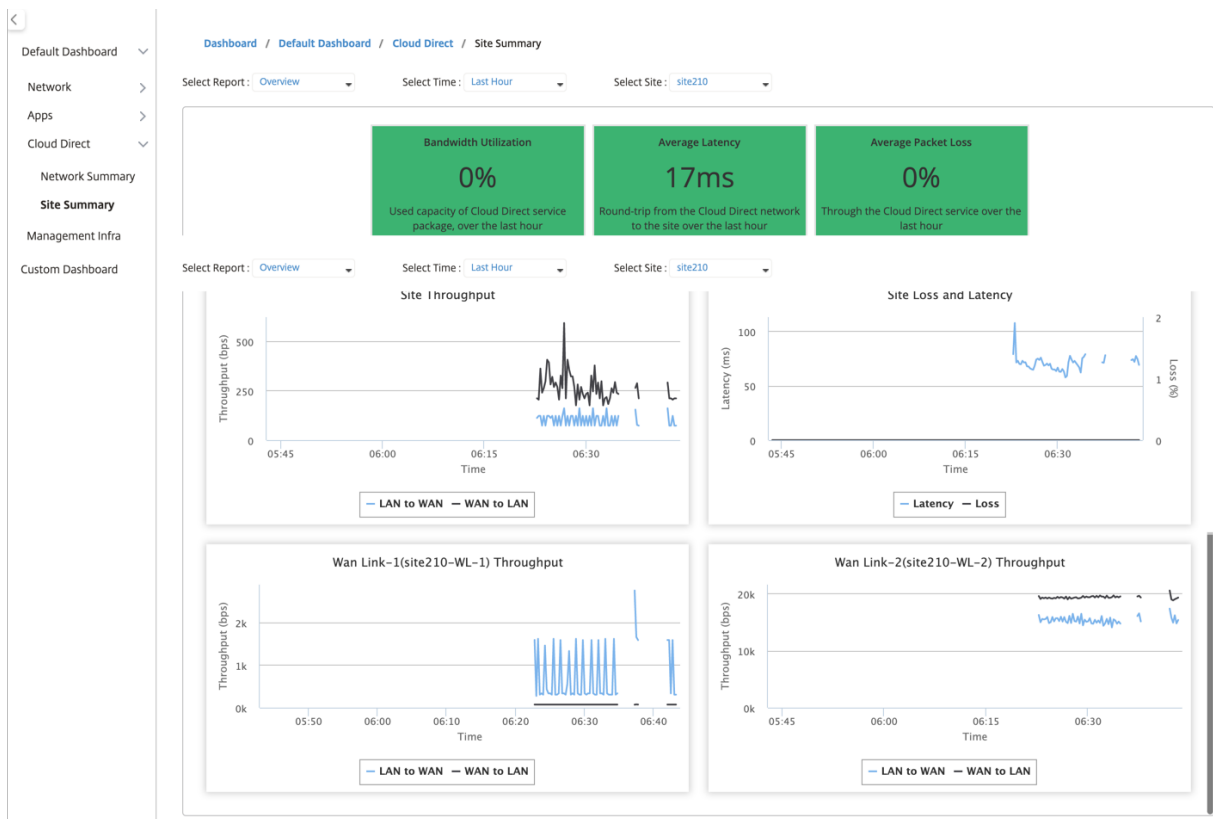 Default Dashboard
Network
Apps
Cloud Direct
Network Summary
Site Summary
Management Infra
Custom Dashboard
Dashboard / Default Dashboard / Cloud Direct / Site Summary
Select Report : Overview Select Time : Last Hour Select Site : site210
Bandwidth Utilization
0%
Used capacity of Cloud Direct service
package, over the last hour
Average Latency
17ms
Round-trip from the Cloud Direct network
to the site over the last hour
Average Packet Loss
0%
Through the Cloud Direct service over the
last hour
Select Report : Overview Select Time : Last Hour Select Site : site210
Site Throughput
Throughput (bps)
500
250
0
05:45 06:00 06:15 06:30
Time
LAN to WAN WAN to LAN
Site Loss and Latency
Latency (ms)
100
50
0
2
1
0
Loss (%)
05:45 06:00 06:15 06:30
Time
Latency Loss
Wan Link-1(site210-WL-1) Throughput
Throughput (bps)
2k
1k
0k
05:50 06:00 06:10 06:20 06:30 06:40
Time
LAN to WAN WAN to LAN
Wan Link-2(site210-WL-2) Throughput
Throughput (bps)
20k
10k
0k
05:45 06:00 06:15 06:30
Time
LAN to WAN WAN to LAN